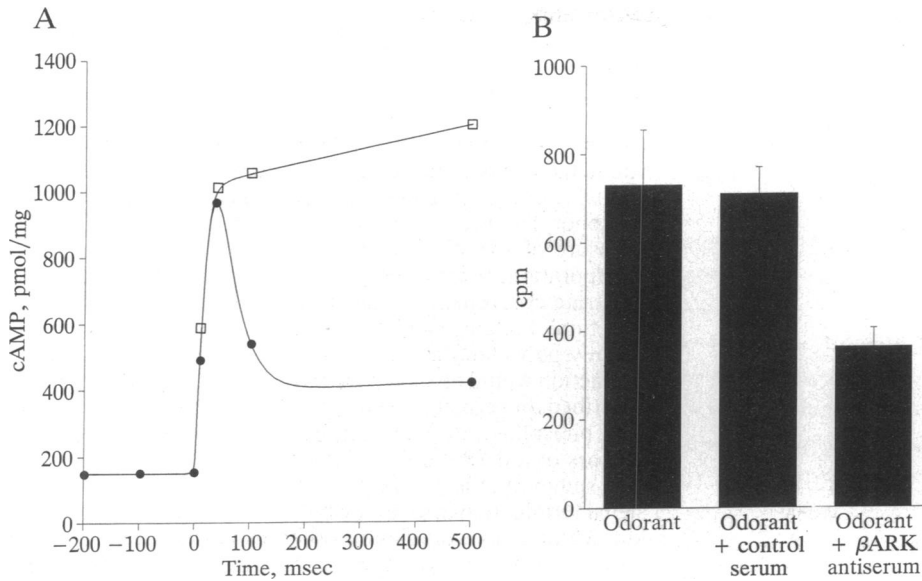 A
cAMP, pmol/mg
1400
1200
1000
800
600
400
200
0
−200 −100 0 100 200 300 400 500
Time, msec
B
cpm
1000
800
600
400
200
0
Odorant
Odorant
+ control
serum
Odorant
+ βARK
antiserum